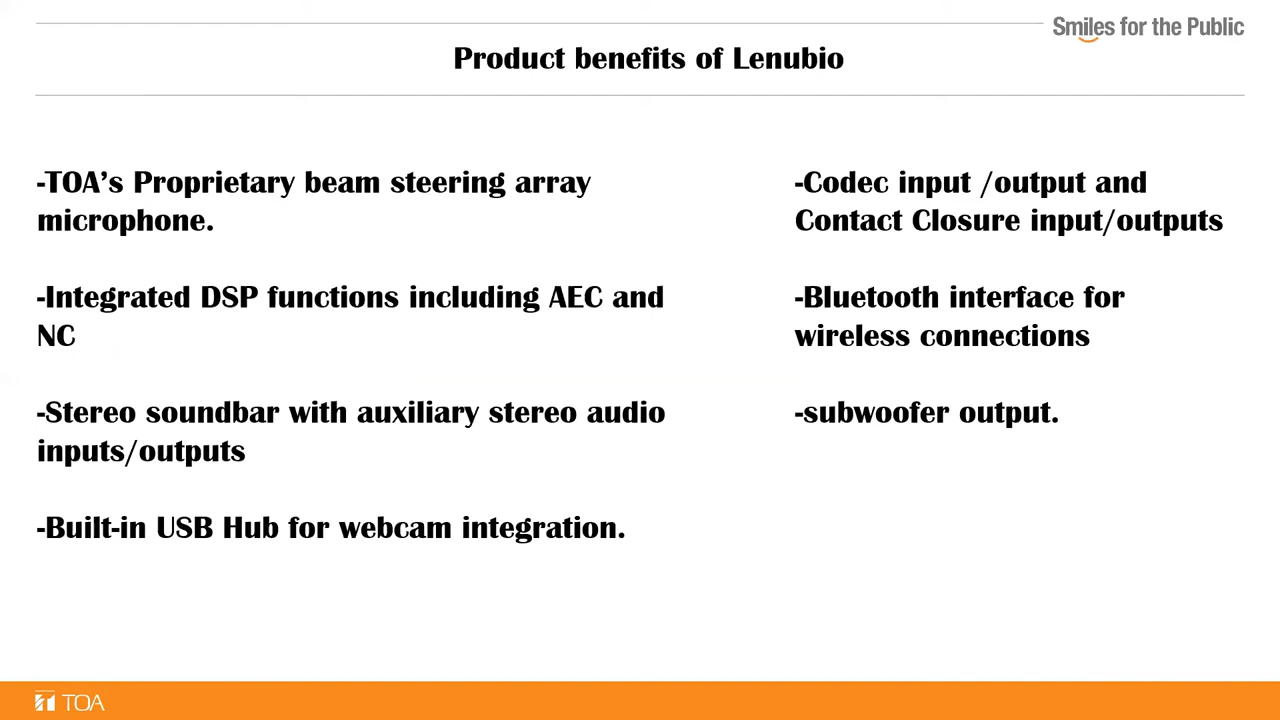 Smiles for the Public
Product benefits of Lenubio
-TOA’s Proprietary beam steering array
microphone.
-Integrated DSP functions including AEC and
NC
-Stereo soundbar with auxiliary stereo audio
inputs/outputs
-Built-in USB Hub for webcam integration.
-Codec input /output and
Contact Closure input/outputs
-Bluetooth interface for
wireless connections
-subwoofer output.
TOA